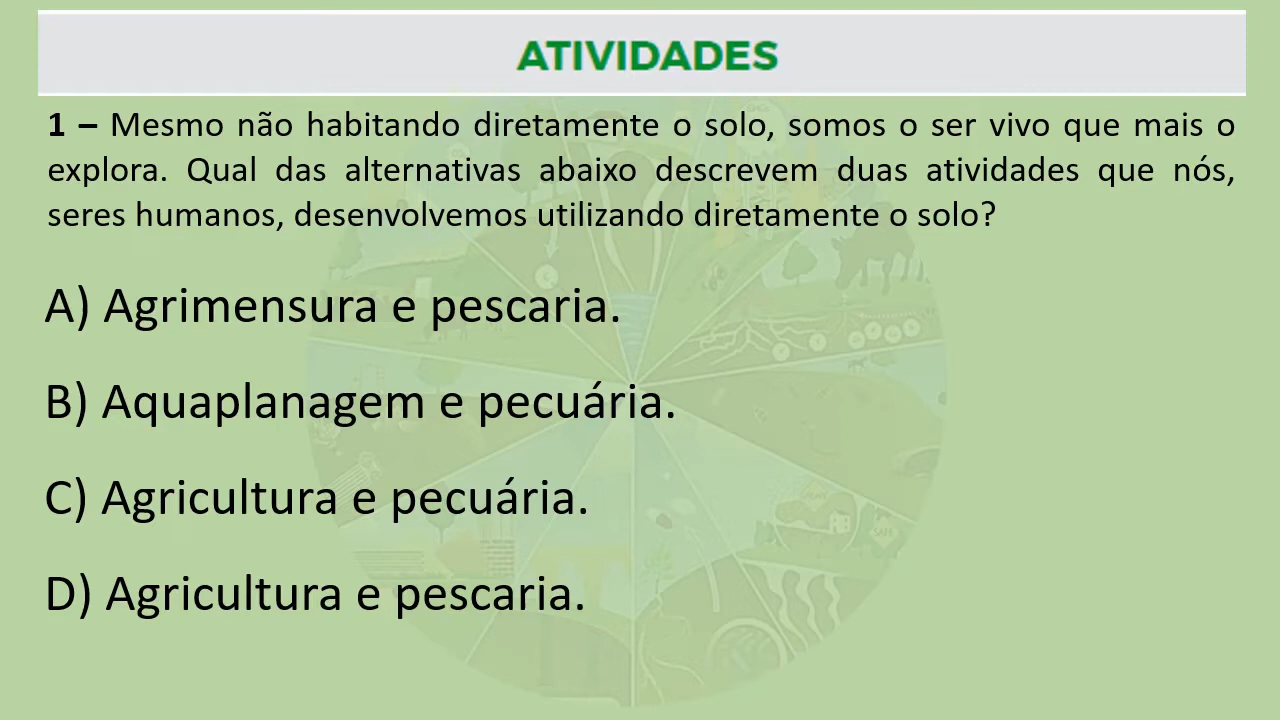 ATIVIDADES
1 – Mesmo não habitando diretamente o solo, somos o ser vivo que mais o
explora. Qual das alternativas abaixo descrevem duas atividades que nós,
seres humanos, desenvolvemos utilizando diretamente o solo?
A) Agrimensura e pescaria.
B) Aquaplanagem e pecuária.
C) Agricultura e pecuária.
D) Agricultura e pescaria.